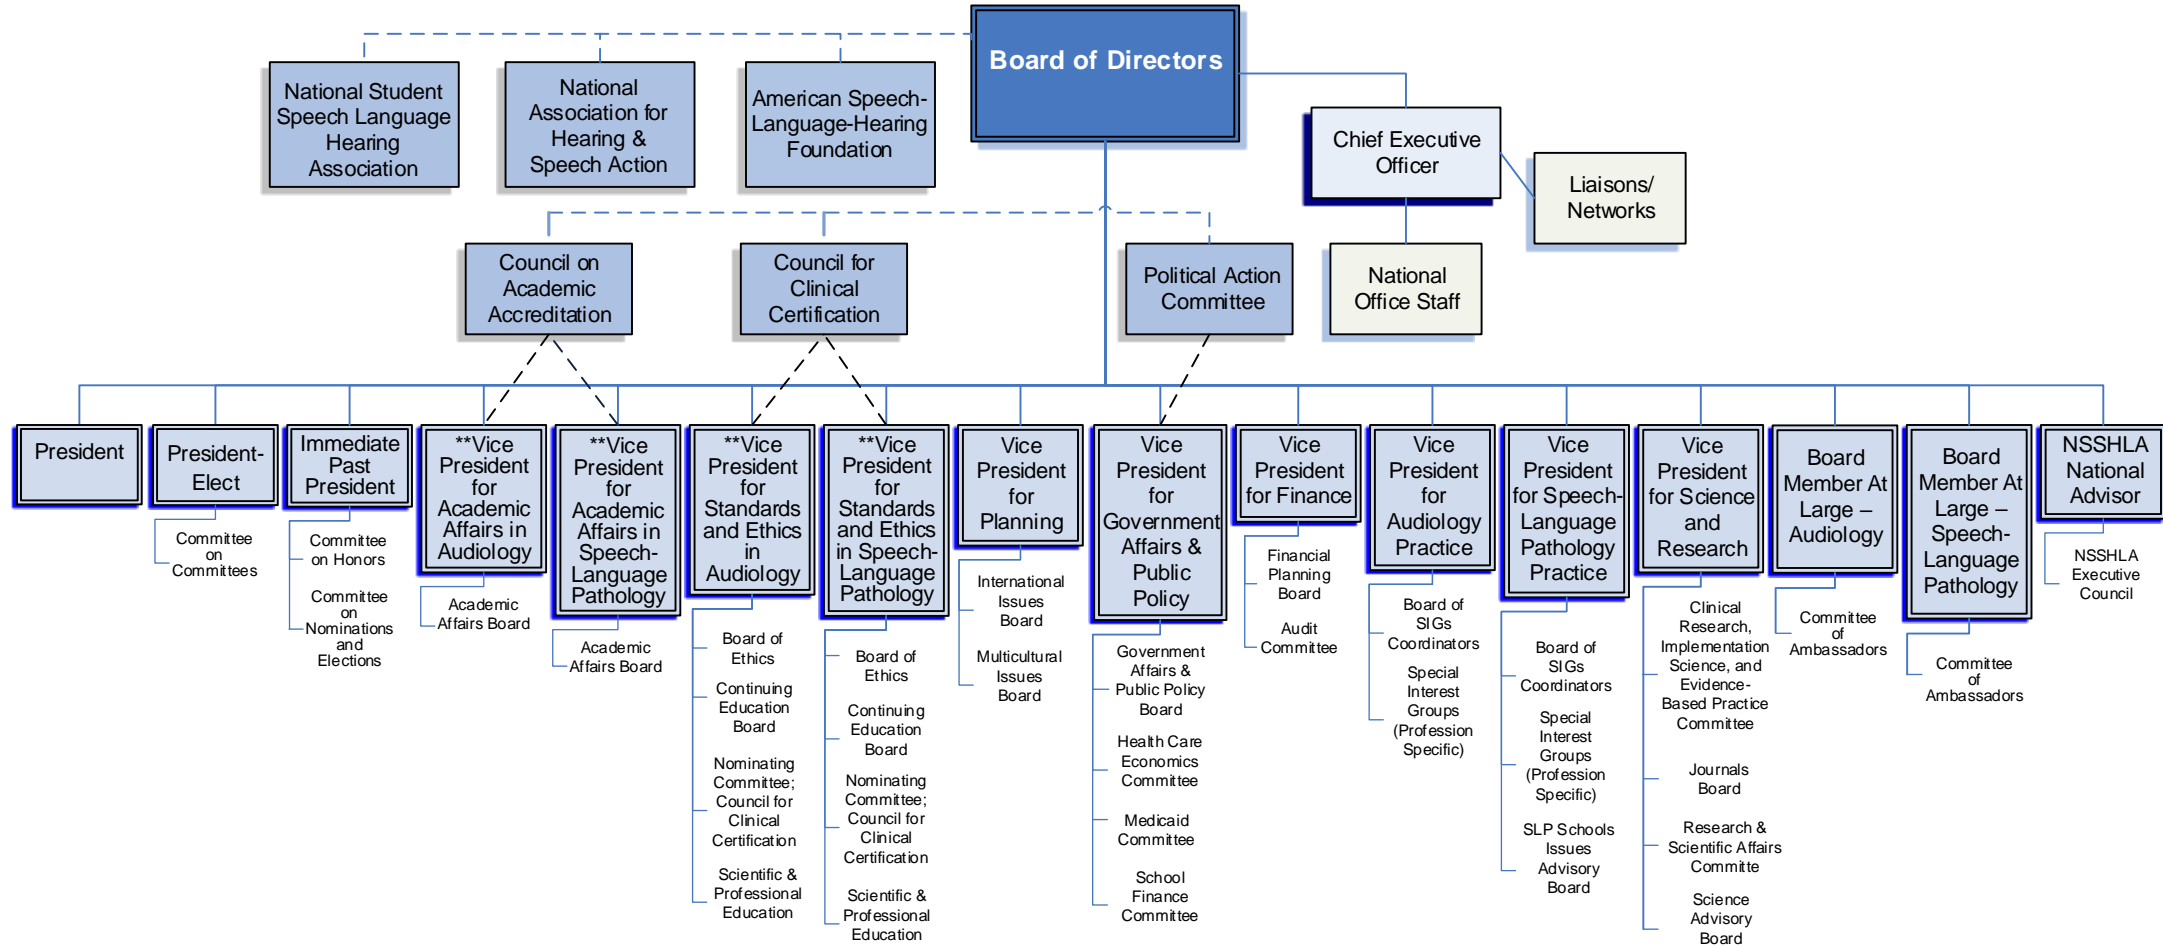 Board of Directors
National Student
Speech Language
Hearing
Association
National
Association for
Hearing &
Speech Action
American Speech-
Language-Hearing
Foundation
Chief Executive
Officer
Liaisons/
Networks
Council on
Academic
Accreditation
Council for
Clinical
Certification
Political Action
Committee
National
Office Staff
President
President-
Elect
Committee
on
Committees
Immediate
Past
President
Committee
on Honors
Committee
on
Nominations
and
Elections
**Vice
President
for
Academic
Affairs in
Audiology
Academic
Affairs Board
**Vice
President
for
Academic
Affairs in
Speech-
Language
Pathology
Academic
Affairs Board
**Vice
President
for
Standards
and Ethics
in
Audiology
Board of
Ethics
Continuing
Education
Board
Nominating
Committee;
Council for
Clinical
Certification
Scientific &
Professional
Education
**Vice
President
for
Standards
and Ethics
in Speech-
Language
Pathology
Board of
Ethics
Continuing
Education
Board
Nominating
Committee;
Council for
Clinical
Certification
Scientific &
Professional
Education
Vice
President
for
Planning
International
Issues
Board
Multicultural
Issues
Board
Vice
President
for
Government
Affairs &
Public
Policy
Government
Affairs &
Public Policy
Board
Health Care
Economics
Committee
Medicaid
Committee
School
Finance
Committee
Vice
President
for Finance
Financial
Planning
Board
Audit
Committee
Vice
President
for
Audiology
Practice
Board of
SIGs
Coordinators
Special
Interest
Groups
(Profession
Specific)
Vice
President
for Speech-
Language
Pathology
Practice
Board of
SIGs
Coordinators
Special
Interest
Groups
(Profession
Specific)
SLP Schools
Issues
Advisory
Board
Vice
President
for Science
and
Research
Clinical
Research,
Implementation
Science, and
Evidence-
Based Practice
Committee
Journals
Board
Research &
Scientific Affairs
Committe
Science
Advisory
Board
Board
Member At
Large –
Audiology
Committee
of
Ambassadors
Board
Member At
Large –
Speech-
Language
Pathology
Committee
of
Ambassadors
NSSHLA
National
Advisor
NSSHLA
Executive
Council